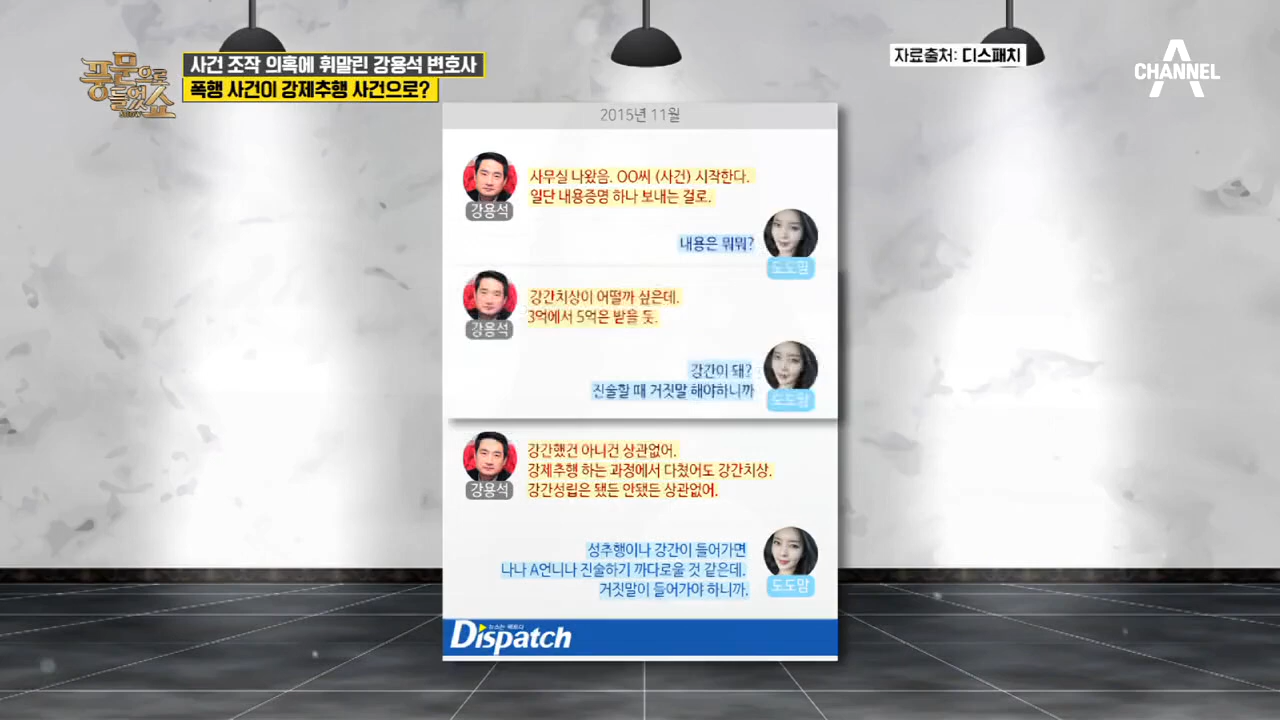 풍문으로
들었쇼
SHOW
사건 조작 의혹에 휘말린 강용석 변호사
폭행 사건이 강제추행 사건으로?
자료출처: 디스패치
CHANNEL A
2015년 11월
사무실 나왔음. OO씨 (사건) 시작한다.
일단 내용증명 하나 보내는 걸로.
강용석
내용은 뭐뭐?
도도맘
강간치상이 어떨까 싶은데.
3억에서 5억은 받을 듯.
강용석
강간이 돼?
진술할 때 거짓말 해야하니까
도도맘
강간했건 아니건 상관없어.
강제추행 하는 과정에서 다쳤어도 강간치상.
강간성립은 됐든 안됐든 상관없어.
강용석
성추행이나 강간이 들어가면
나나 A언니나 진술하기 까다로울 것 같은데.
거짓말이 들어가야 하니까.
도도맘
뉴스는 팩트다
Dispatch